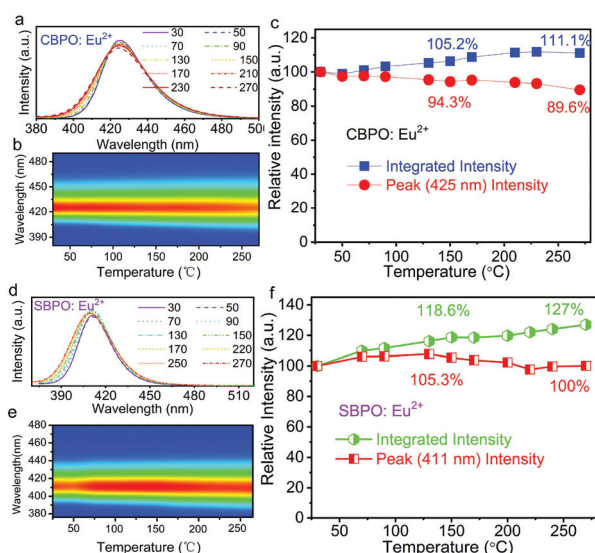 a
CBPO: Eu2+
30 50
70 90
130 150
170 210
230 270
Intensity (a.u.)
380 400 420 440 460 480 500
Wavelength (nm)
b
Wavelength(nm)
480
450
420
390
50 100 150 200 250
Temperature (℃)
c
Relative intensity (a.u.)
120
100
80
60
40
20
0
105.2% 111.1%
94.3% 89.6%
CBPO: Eu2+
Integrated Intensity
Peak (425 nm) Intensity
50 100 150 200 250
Temperature (°C)
d
SBPO: Eu2+
30 50
70 90
130 150
170 220
250 270
Intensity (a.u.)
390 420 450 480 510
Wavelength (nm)
e
Wavelength(nm)
480
460
440
420
400
380
50 100 150 200 250
Temperature (°C)
f
Relative Intensity (a.u.)
140
120
100
80
60
40
20
0
118.6% 127%
105.3% 100%
SBPO: Eu2+
Integrated Intensity
Peak (411 nm) Intensity
50 100 150 200 250
Temperature (°C)